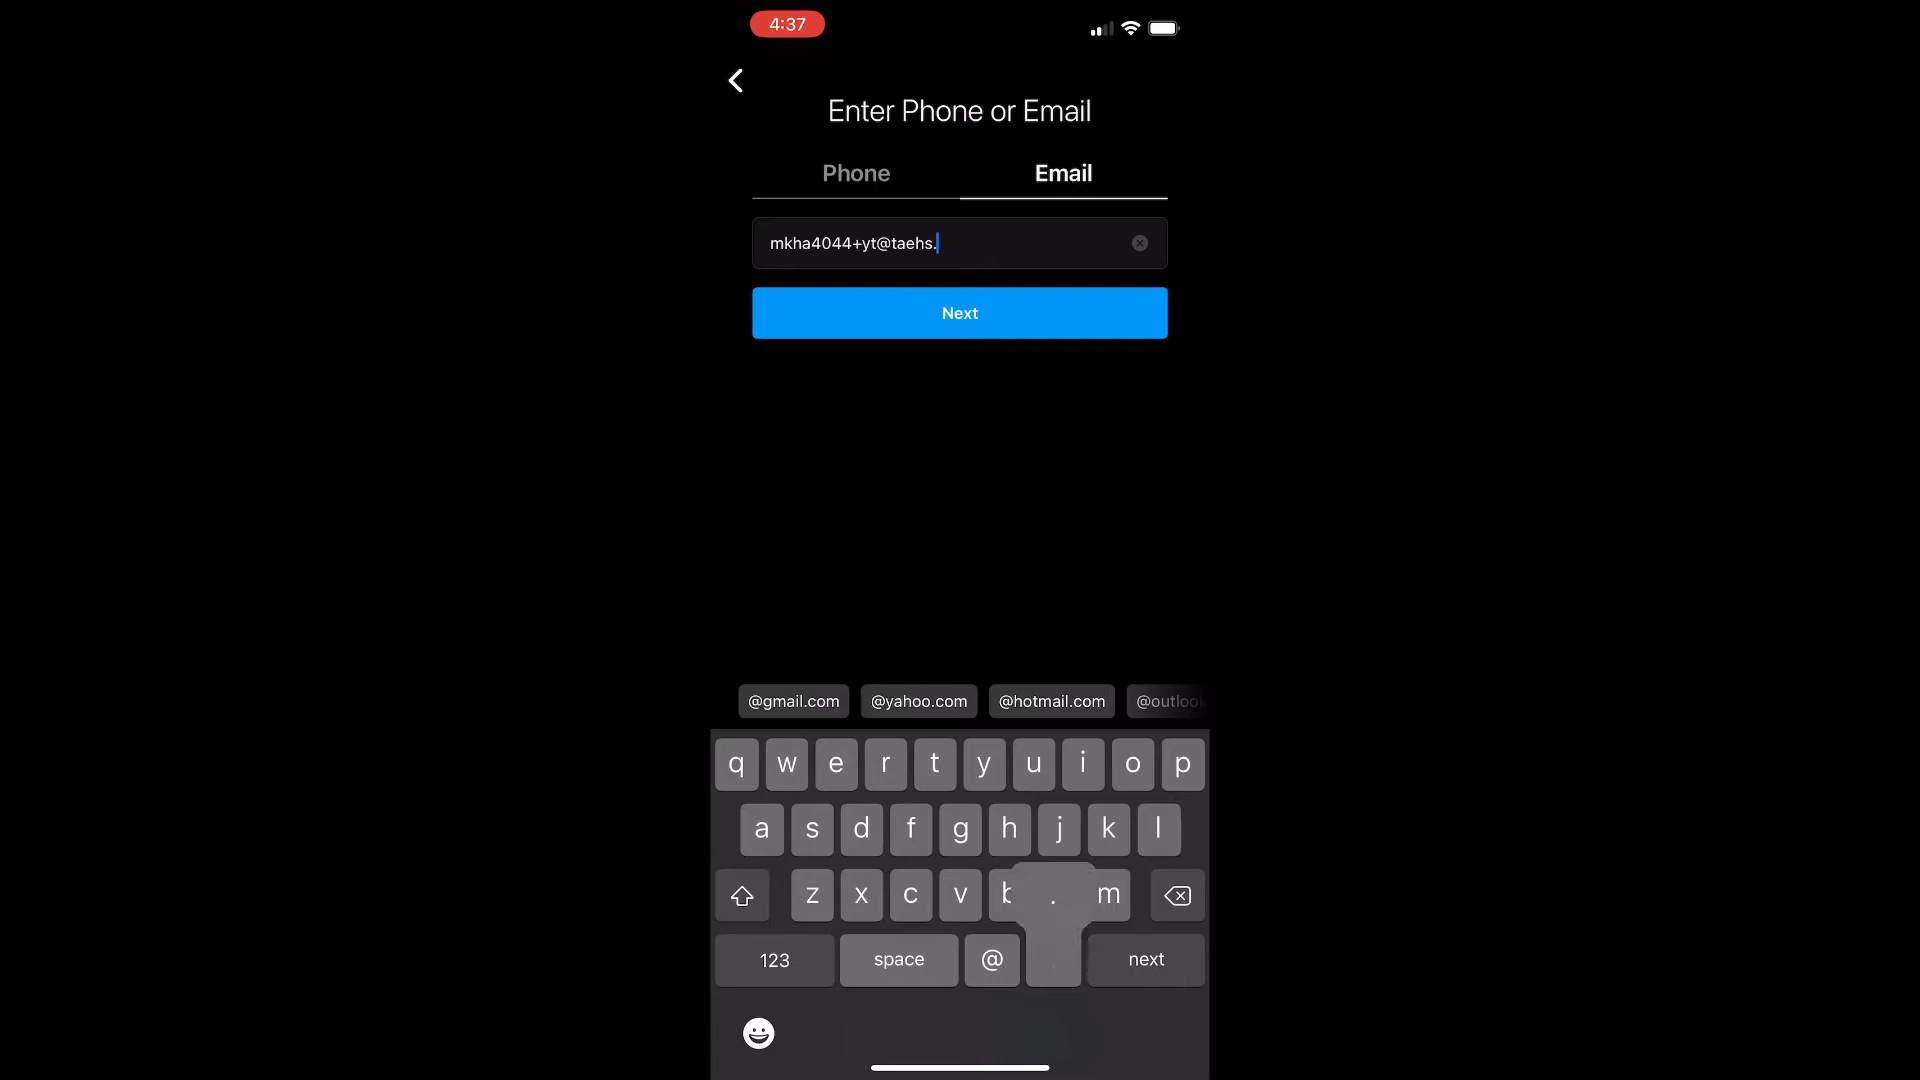 4:37
Enter Phone or Email
Phone Email
mkha4044+yt@taehs.
Next
@gmail.com @yahoo.com @hotmail.com @outloo
q w e r t y u i o p
a s d f g h j k l
z x c v b . m
123 space @ next